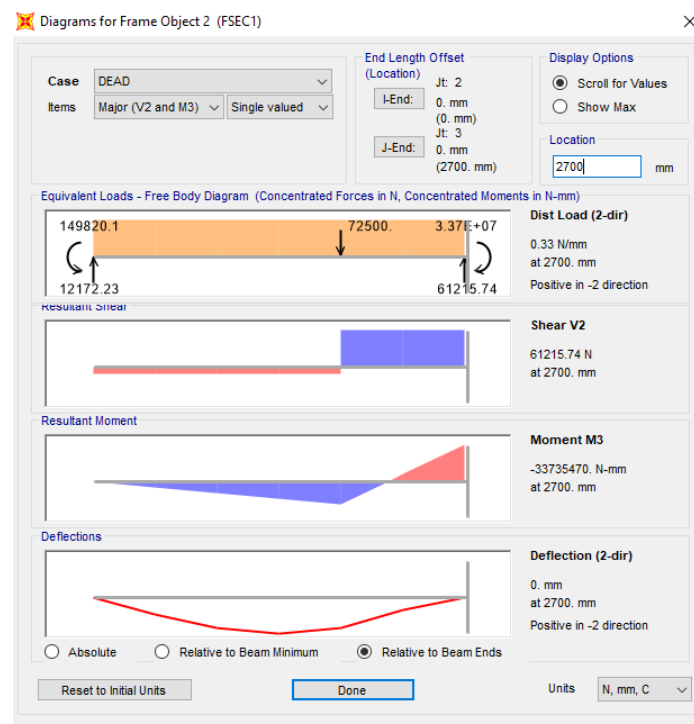 Diagrams for Frame Object 2 (FSEC1)
Case DEAD
Items Major (V2 and M3) Single valued
End Length Offset
(Location)
Jt: 2
I-End: 0. mm
(0. mm)
Jt: 3
J-End: 0. mm
(2700. mm)
Display Options
Scroll for Values
Show Max
Location
2700 mm
Equivalent Loads - Free Body Diagram (Concentrated Forces in N, Concentrated Moments in N-mm)
149820.1 72500. 3.37E+07
12172.23 61215.74
Dist Load (2-dir)
0.33 N/mm
at 2700. mm
Positive in -2 direction
Resultant Shear
Shear V2
61215.74 N
at 2700. mm
Resultant Moment
Moment M3
-33735470. N-mm
at 2700. mm
Deflections
Deflection (2-dir)
0. mm
at 2700. mm
Positive in -2 direction
Absolute Relative to Beam Minimum Relative to Beam Ends
Reset to Initial Units Done Units N, mm, C